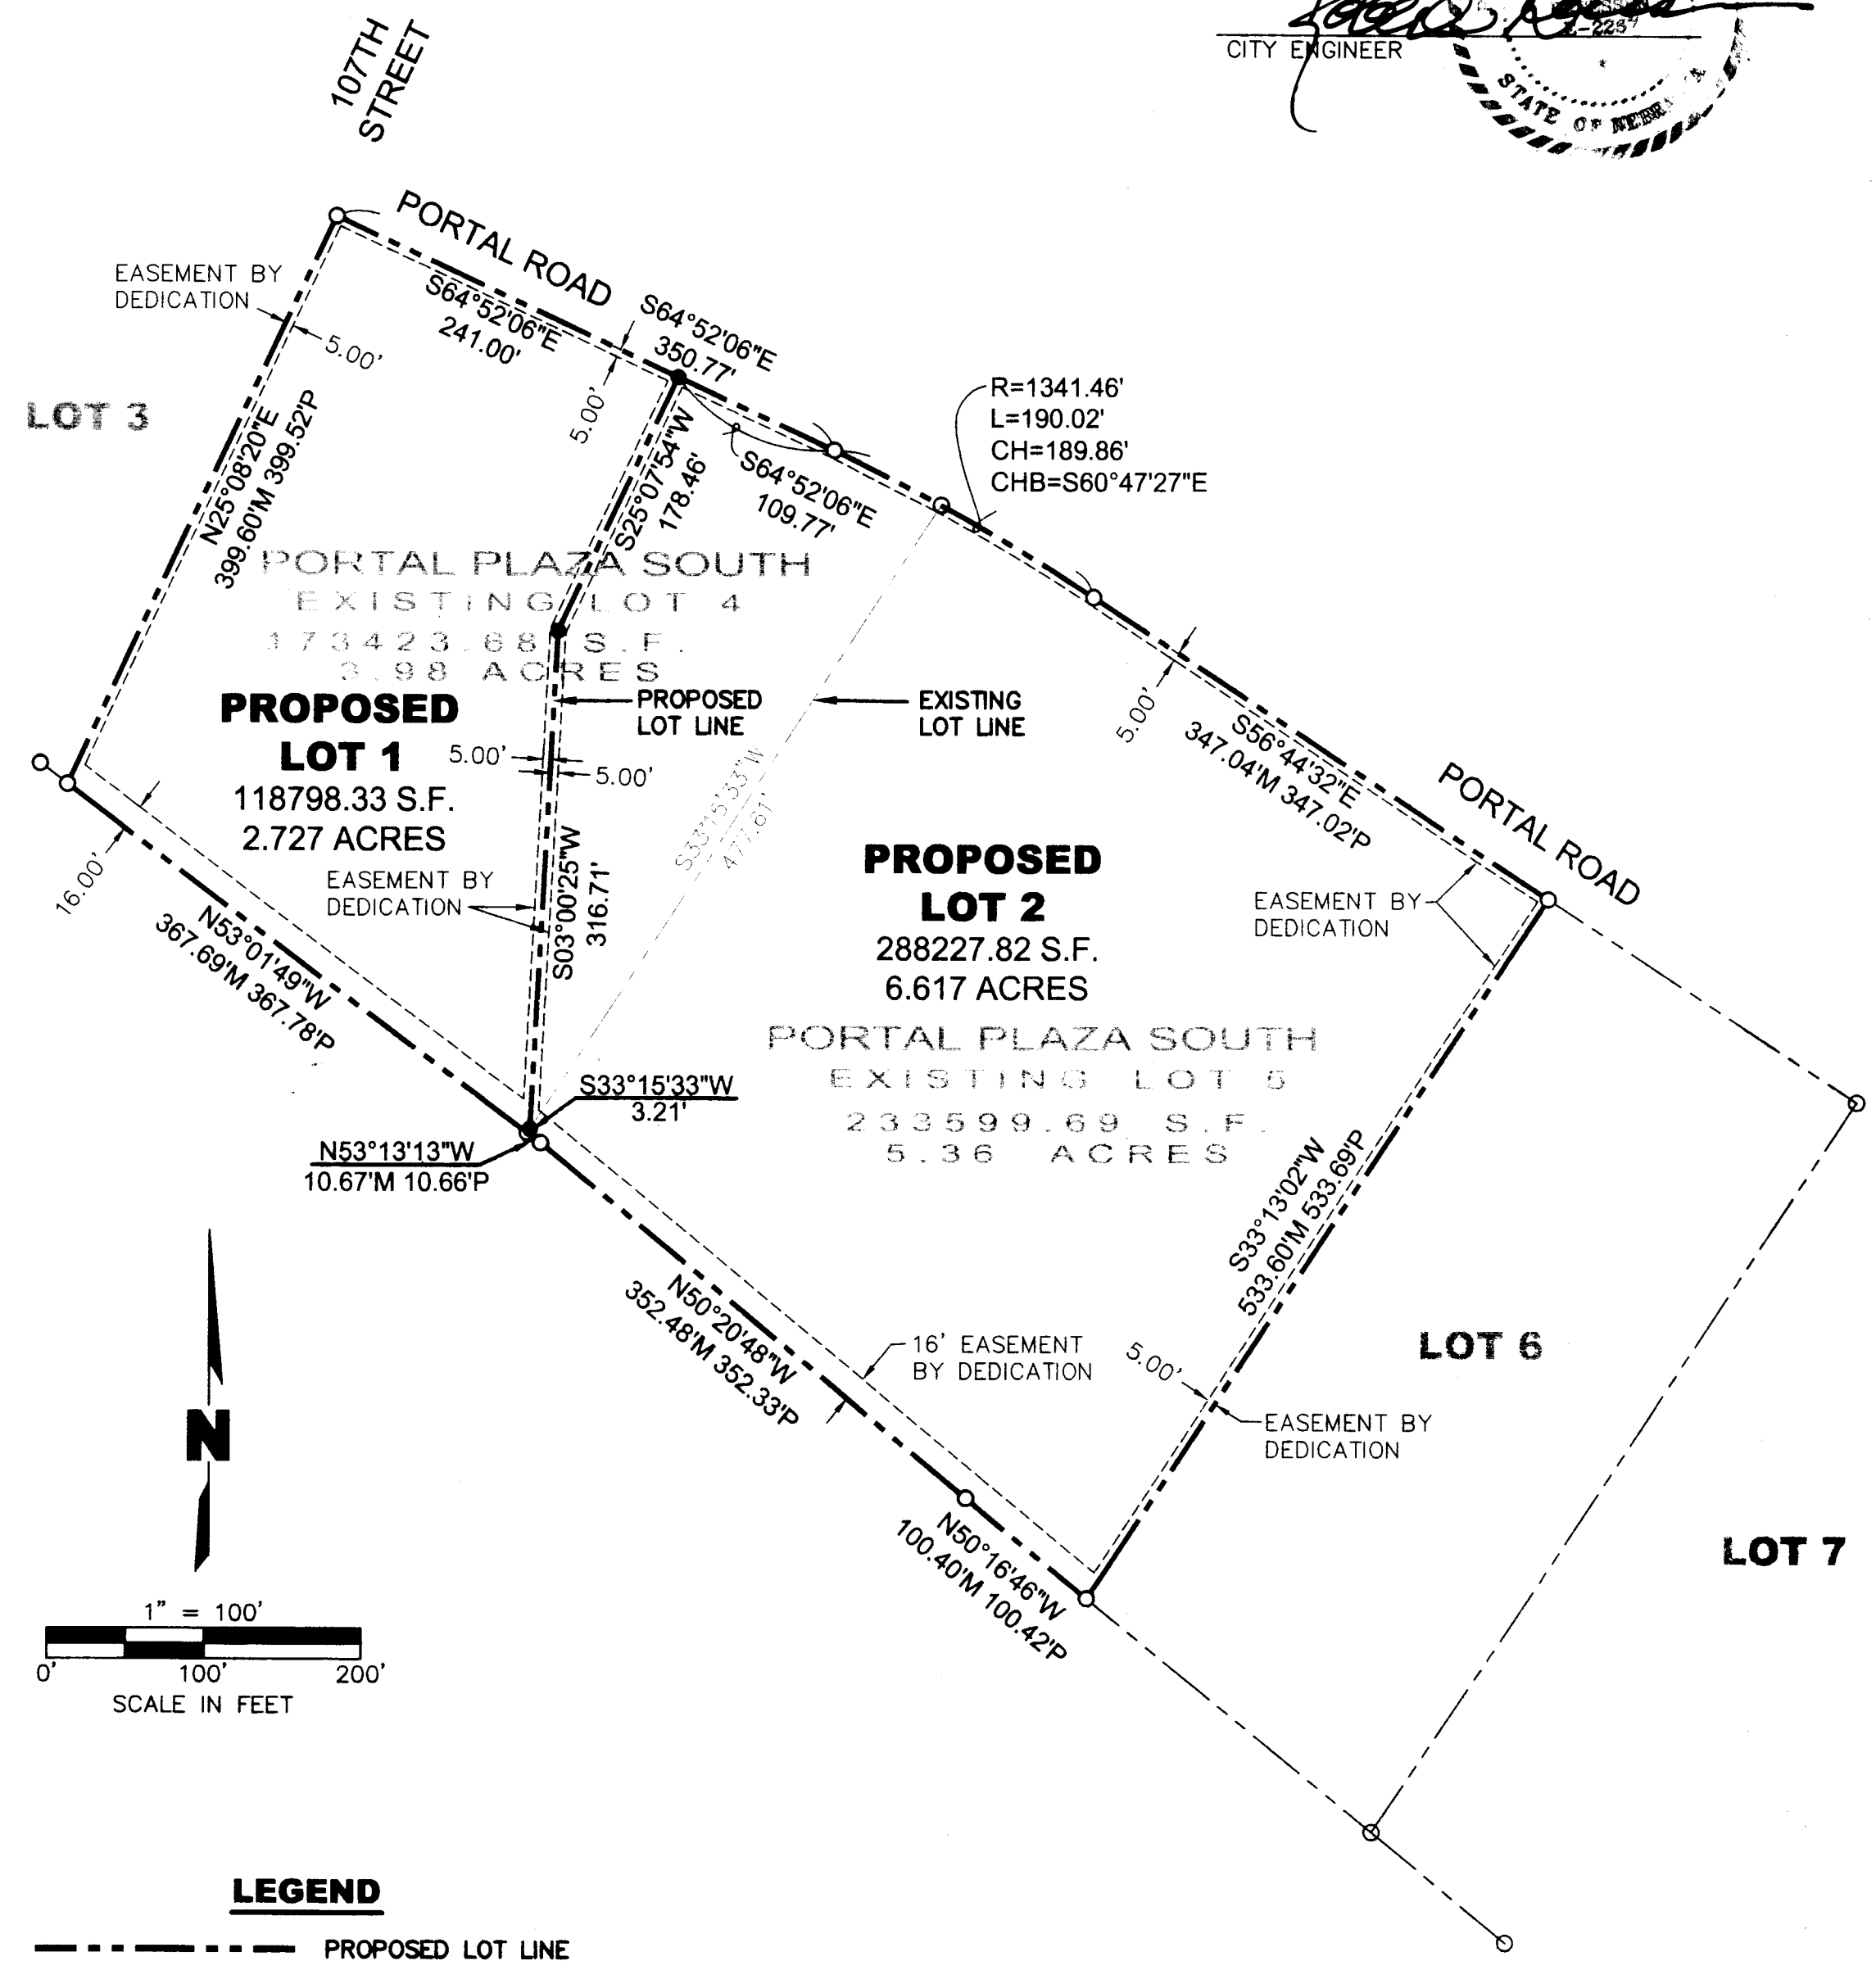 107TH
STREET
CITY ENGINEER
STATE OF
PORTAL ROAD
EASEMENT BY
DEDICATION
5.00'
S64°52'06"E
241.00'
S64°52'06"E
350.77'
5.00'
R=1341.46'
L=190.02'
CH=189.86'
CHB=S60°47'27"E
LOT 3
N25°08'20"E
399.60'M 399.52'P
S25°07'54"W
178.46'
S64°52'06"E
109.77'
PORTAL PLAZA SOUTH
EXISTING LOT 4
173423.68 S.F.
3.98 ACRES
PROPOSED
LOT 1
118798.33 S.F.
2.727 ACRES
PROPOSED
LOT LINE
EXISTING
LOT LINE
5.00'
5.00'
5.00'
S56°44'32"E
347.04'M 347.02'P
PORTAL ROAD
S33°15'33"W
477.61'
16.00'
EASEMENT BY
DEDICATION
S03°00'25"W
316.71'
PROPOSED
LOT 2
288227.82 S.F.
6.617 ACRES
EASEMENT BY
DEDICATION
N53°01'49"W
367.69'M 367.78'P
PORTAL PLAZA SOUTH
EXISTING LOT 5
233599.69 S.F.
5.36 ACRES
S33°15'33"W
3.21'
N53°13'13"W
10.67'M 10.66'P
S33°13'02"W
533.60'M 533.69'P
N50°20'48"W
352.48'M 352.33'P
16' EASEMENT
BY DEDICATION
5.00'
LOT 6
EASEMENT BY
DEDICATION
N
N50°16'46"W
100.40'M 100.42'P
LOT 7
1" = 100'
0' 100' 200'
SCALE IN FEET
LEGEND
PROPOSED LOT LINE